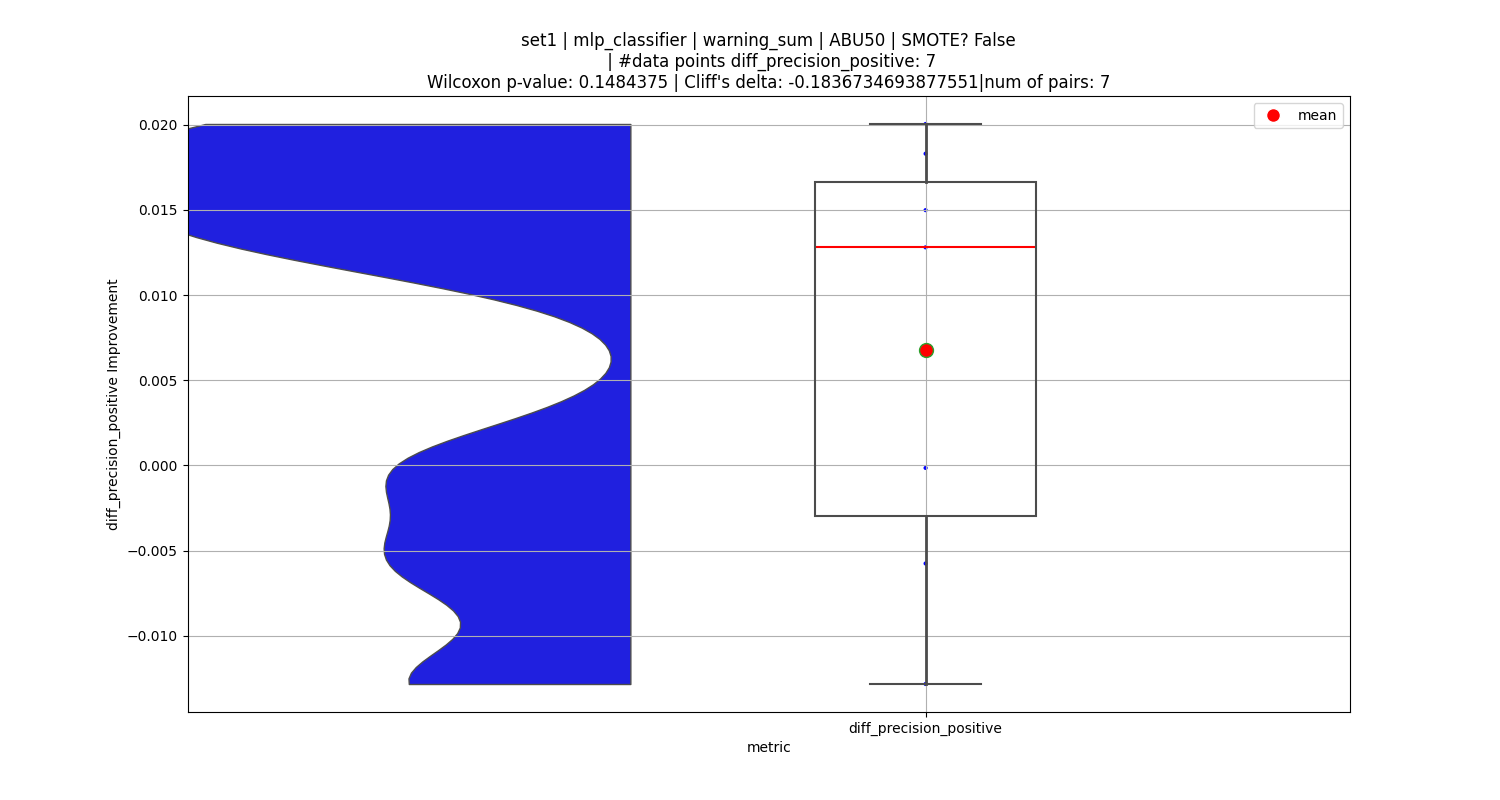 set1 | mlp_classifier | warning_sum | ABU50 | SMOTE? False
| #data points diff_precision_positive: 7
Wilcoxon p-value: 0.1484375 | Cliff's delta: -0.1836734693877551|num of pairs: 7
mean
0.020
0.015
0.010
0.005
0.000
−0.005
−0.010
diff_precision_positive Improvement
diff_precision_positive
metric